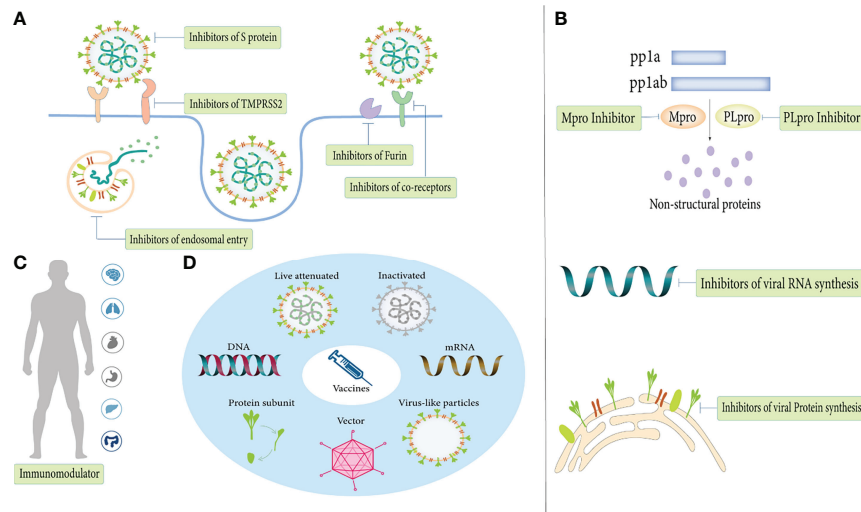 A
Inhibitors of S protein
Inhibitors of TMPRSS2
Inhibitors of Furin
Inhibitors of co-receptors
Inhibitors of endosomal entry
B
pp1a
pp1ab
Mpro Inhibitor
Mpro
PLpro
PLpro Inhibitor
Non-structural proteins
Inhibitors of viral RNA synthesis
Inhibitors of viral Protein synthesis
C
Immunomodulator
D
Live attenuated
Inactivated
DNA
mRNA
Vaccines
Protein subunit
Virus-like particles
Vector